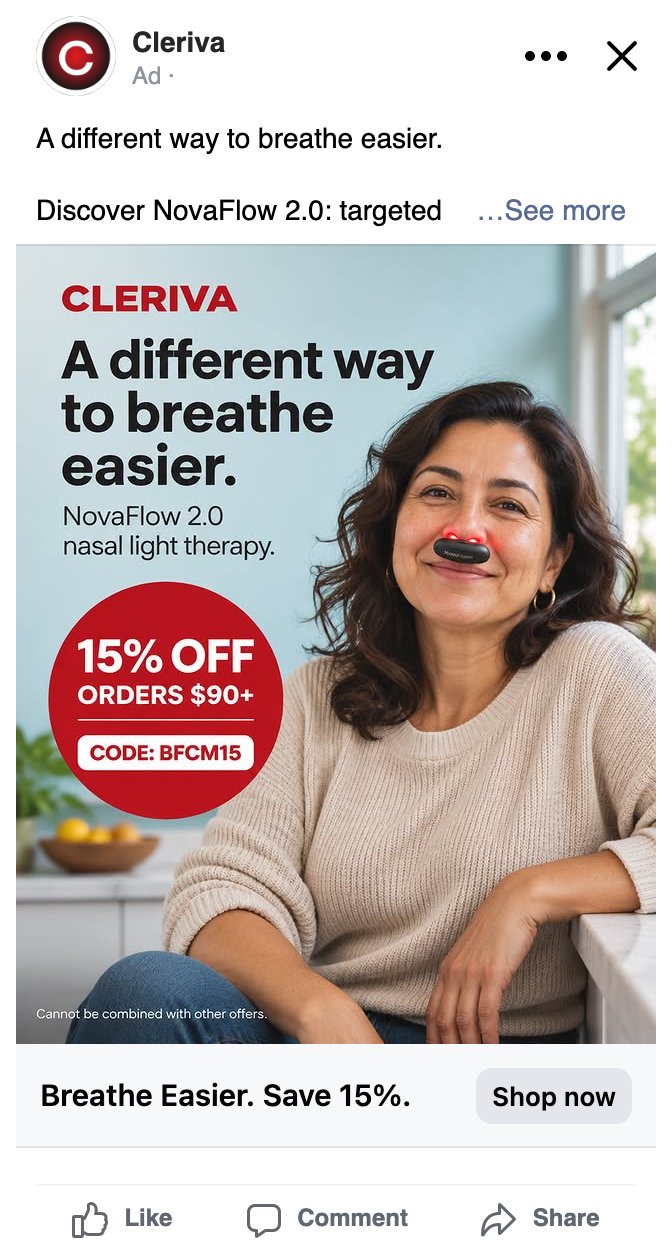 Cleriva
Ad ·
A different way to breathe easier.
Discover NovaFlow 2.0: targeted ...See more
CLERIVA
A different way
to breathe
easier.
NovaFlow 2.0
nasal light therapy.
15% OFF
ORDERS $90+
CODE: BFCM15
Cannot be combined with other offers.
Breathe Easier. Save 15%.
Shop now
Like
Comment
Share